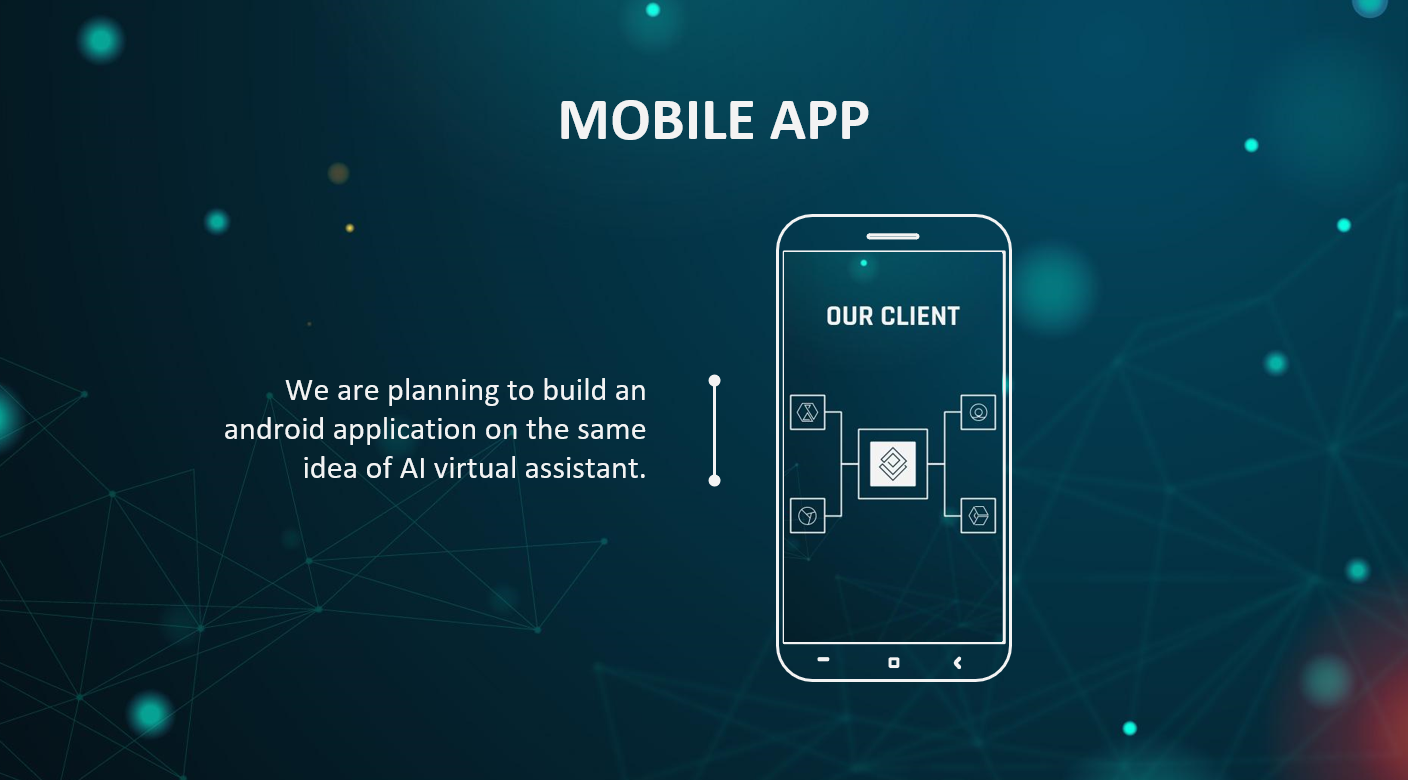 MOBILE APP
OUR CLIENT
We are planning to build an
android application on the same
idea of AI virtual assistant.